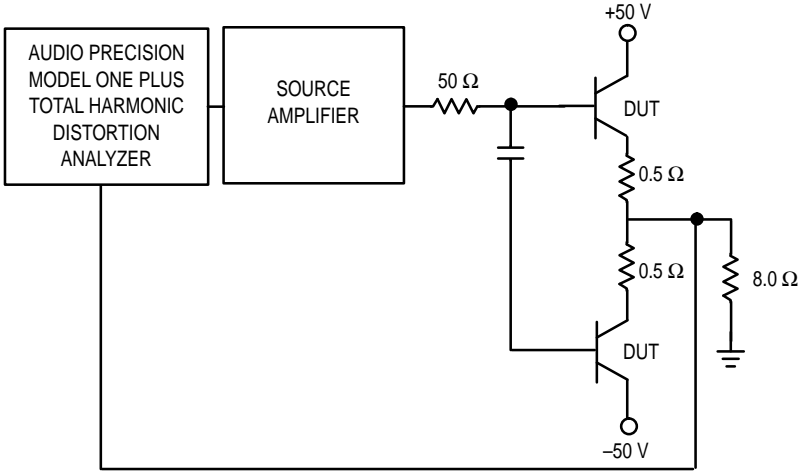 +50 V
AUDIO PRECISION
MODEL ONE PLUS
TOTAL HARMONIC
DISTORTION
ANALYZER
SOURCE
AMPLIFIER
50 Ω
DUT
0.5 Ω
0.5 Ω
8.0 Ω
DUT
–50 V